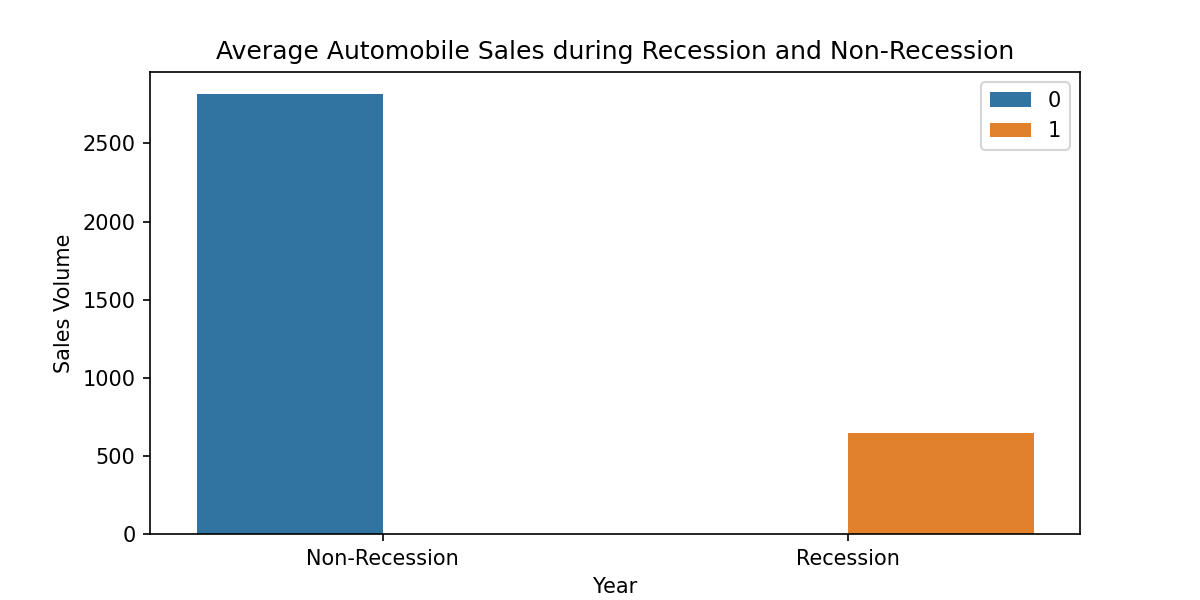 Average Automobile Sales during Recession and Non-Recession
0
1
2500
2000
1500
1000
500
0
Sales Volume
Non-Recession
Recession
Year